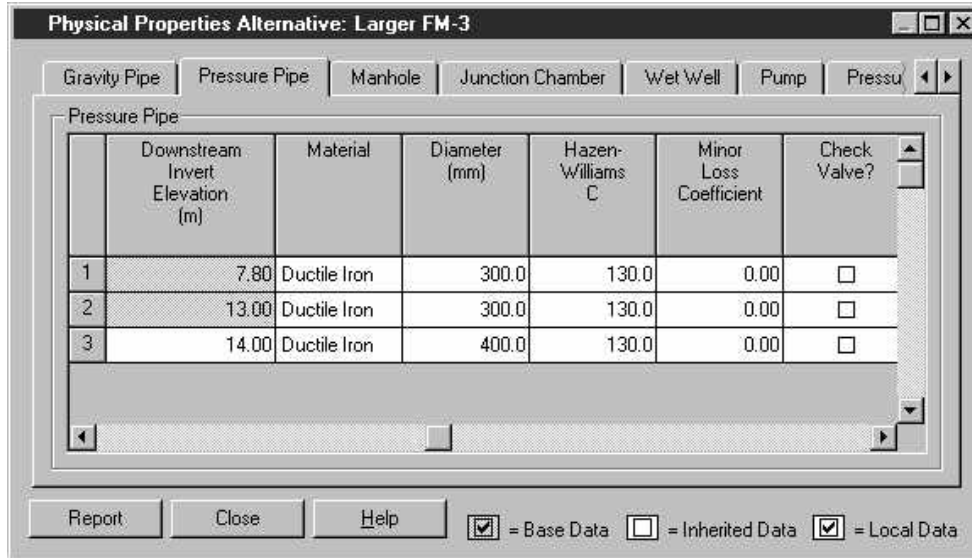 Physical Properties Alternative: Larger FM-3
Gravity Pipe Pressure Pipe Manhole Junction Chamber Wet Well Pump Pressu
Pressure Pipe
Downstream Invert Elevation (m) Material Diameter (mm) Hazen-Williams C Minor Loss Coefficient Check Valve?
1 7.80 Ductile Iron 300.0 130.0 0.00
2 13.00 Ductile Iron 300.0 130.0 0.00
3 14.00 Ductile Iron 400.0 130.0 0.00
Report Close Help = Base Data = Inherited Data = Local Data